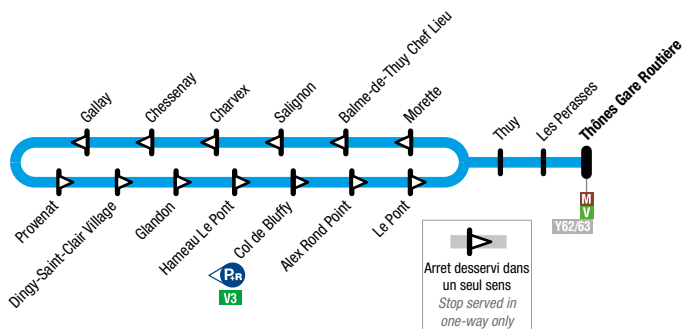 Gallay
Chessenay
Charvex
Salignon
Balme-de-Thuy Chef Lieu
Morette
Thuy
Les Perasses
Thônes Gare Routière
M
V
Y62/63
Provenat
Dingy-Saint-Clair Village
Glandon
Hameau Le Pont
Col de Bluffy
Alex Rond Point
Le Pont
P+R
V3
Arret desservi dans
un seul sens
Stop served in
one-way only